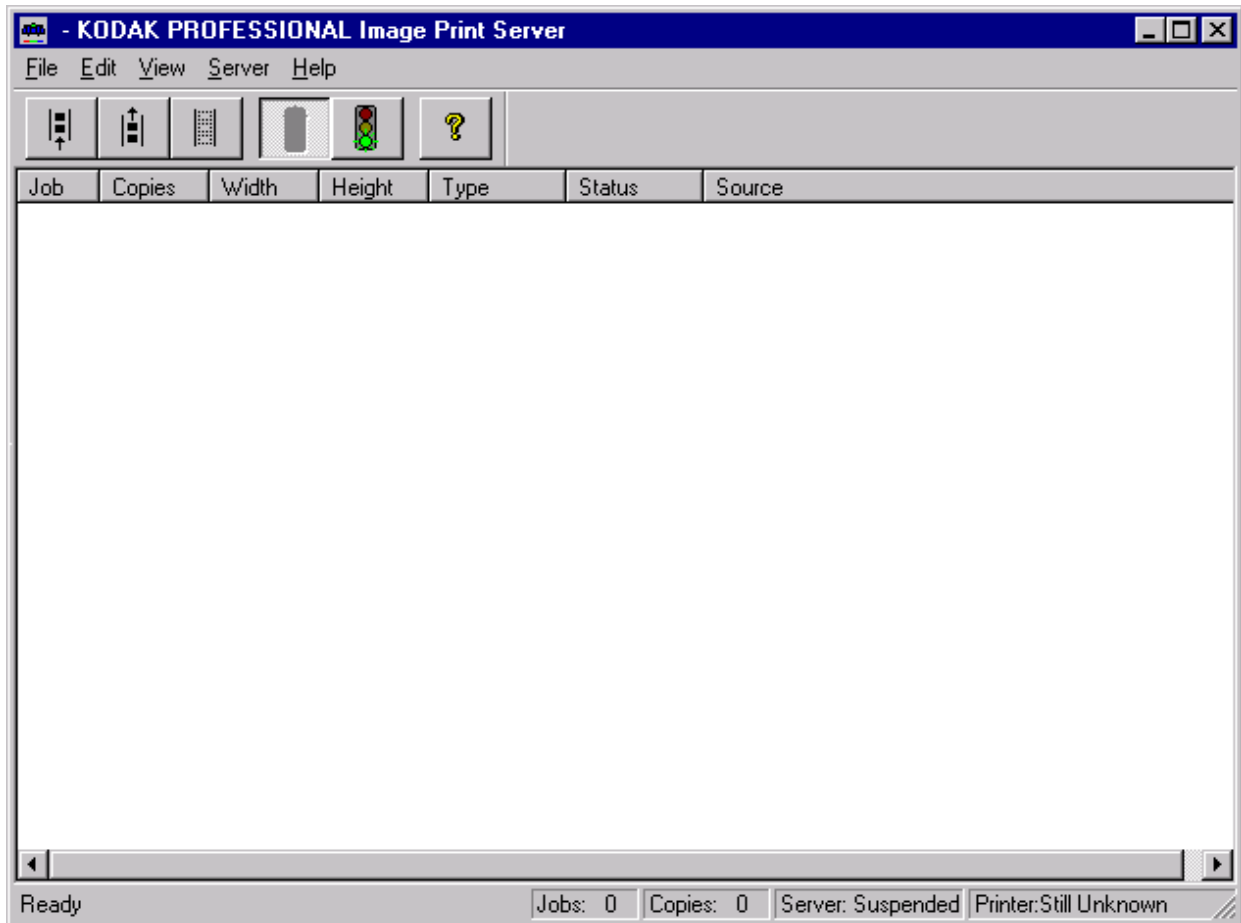 - KODAK PROFESSIONAL Image Print Server
File Edit View Server Help
?
Job Copies Width Height Type Status Source
Ready Jobs: 0 Copies: 0 Server: Suspended Printer:Still Unknown